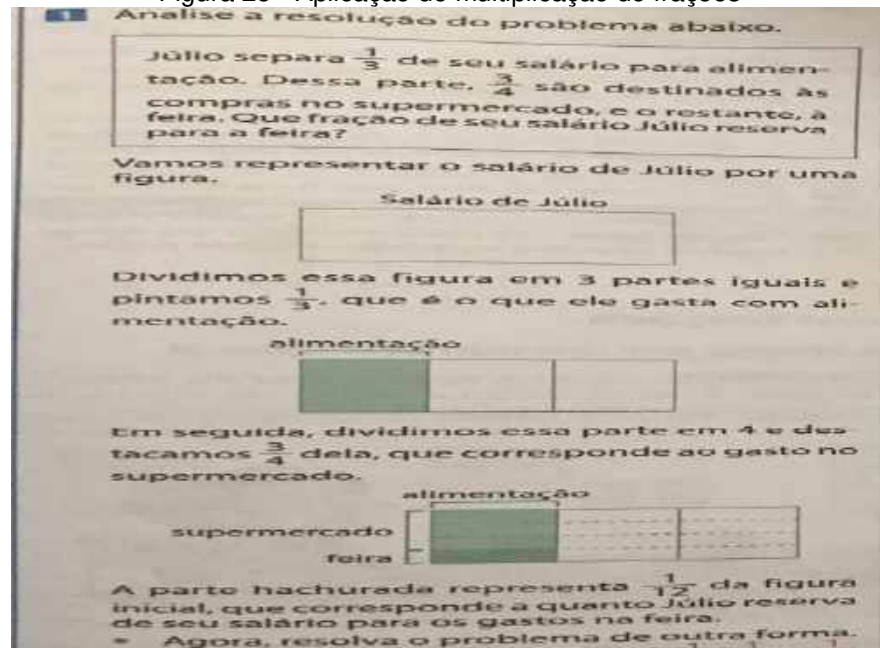 Figura 25 - Aplicação de multiplicação de frações
1 Analise a resolução do problema abaixo.
Júlio separa 1/3 de seu salário para alimen-
tação. Dessa parte, 3/4 são destinados às
compras no supermercado, e o restante, à
feira. Que fração de seu salário Júlio reserva
para a feira?
Vamos representar o salário de Júlio por uma
figura.
Salário de Júlio
Dividimos essa figura em 3 partes iguais e
pintamos 1/3, que é o que ele gasta com ali-
mentação.
alimentação
Em seguida, dividimos essa parte em 4 e des-
tacamos 3/4 dela, que corresponde ao gasto no
supermercado.
alimentação
supermercado
feira
A parte hachurada representa 1/12 da figura
inicial, que corresponde a quanto Júlio reserva
de seu salário para os gastos na feira.
• Agora, resolva o problema de outra forma.